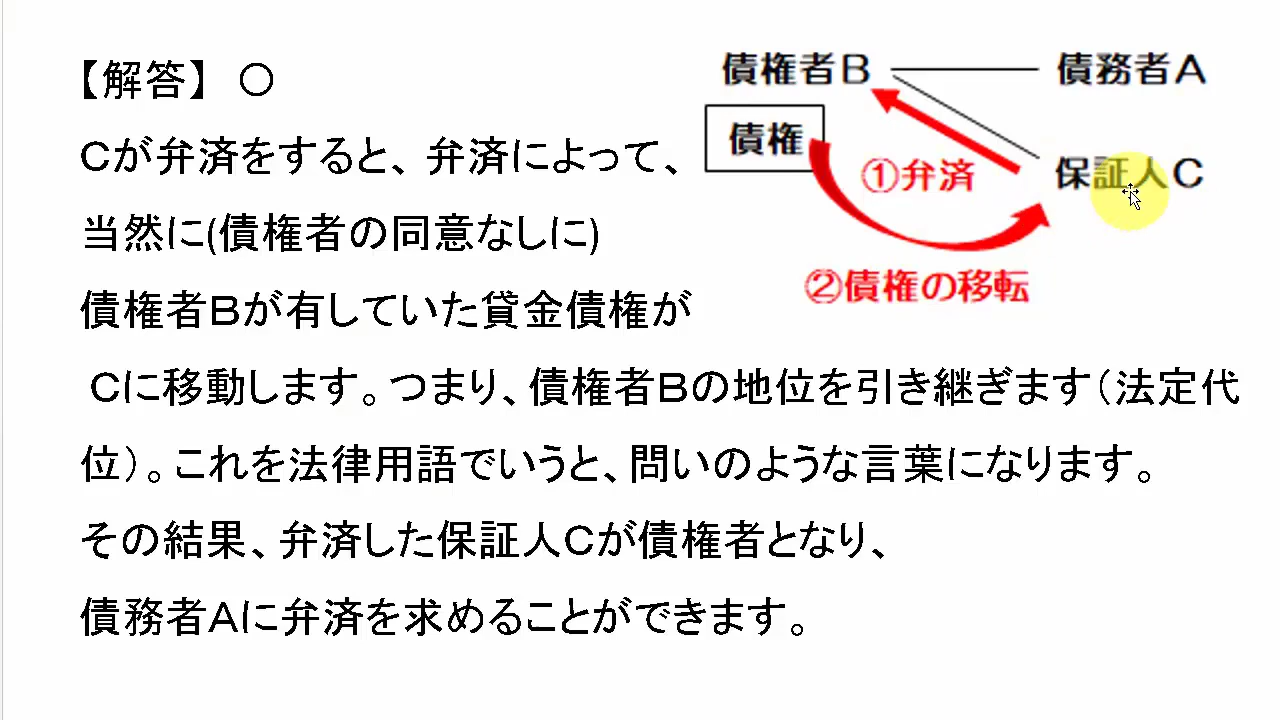 【解答】 ○
Cが弁済をすると、弁済によって、
当然に(債権者の同意なしに)
債権者Bが有していた貸金債権が
Cに移動します。つまり、債権者Bの地位を引き継ぎます（法定代
位）。これを法律用語でいうと、問いのような言葉になります。
その結果、弁済した保証人Cが債権者となり、
債務者Aに弁済を求めることができます。
債権者B
債務者A
債権
①弁済
保証人C
②債権の移転